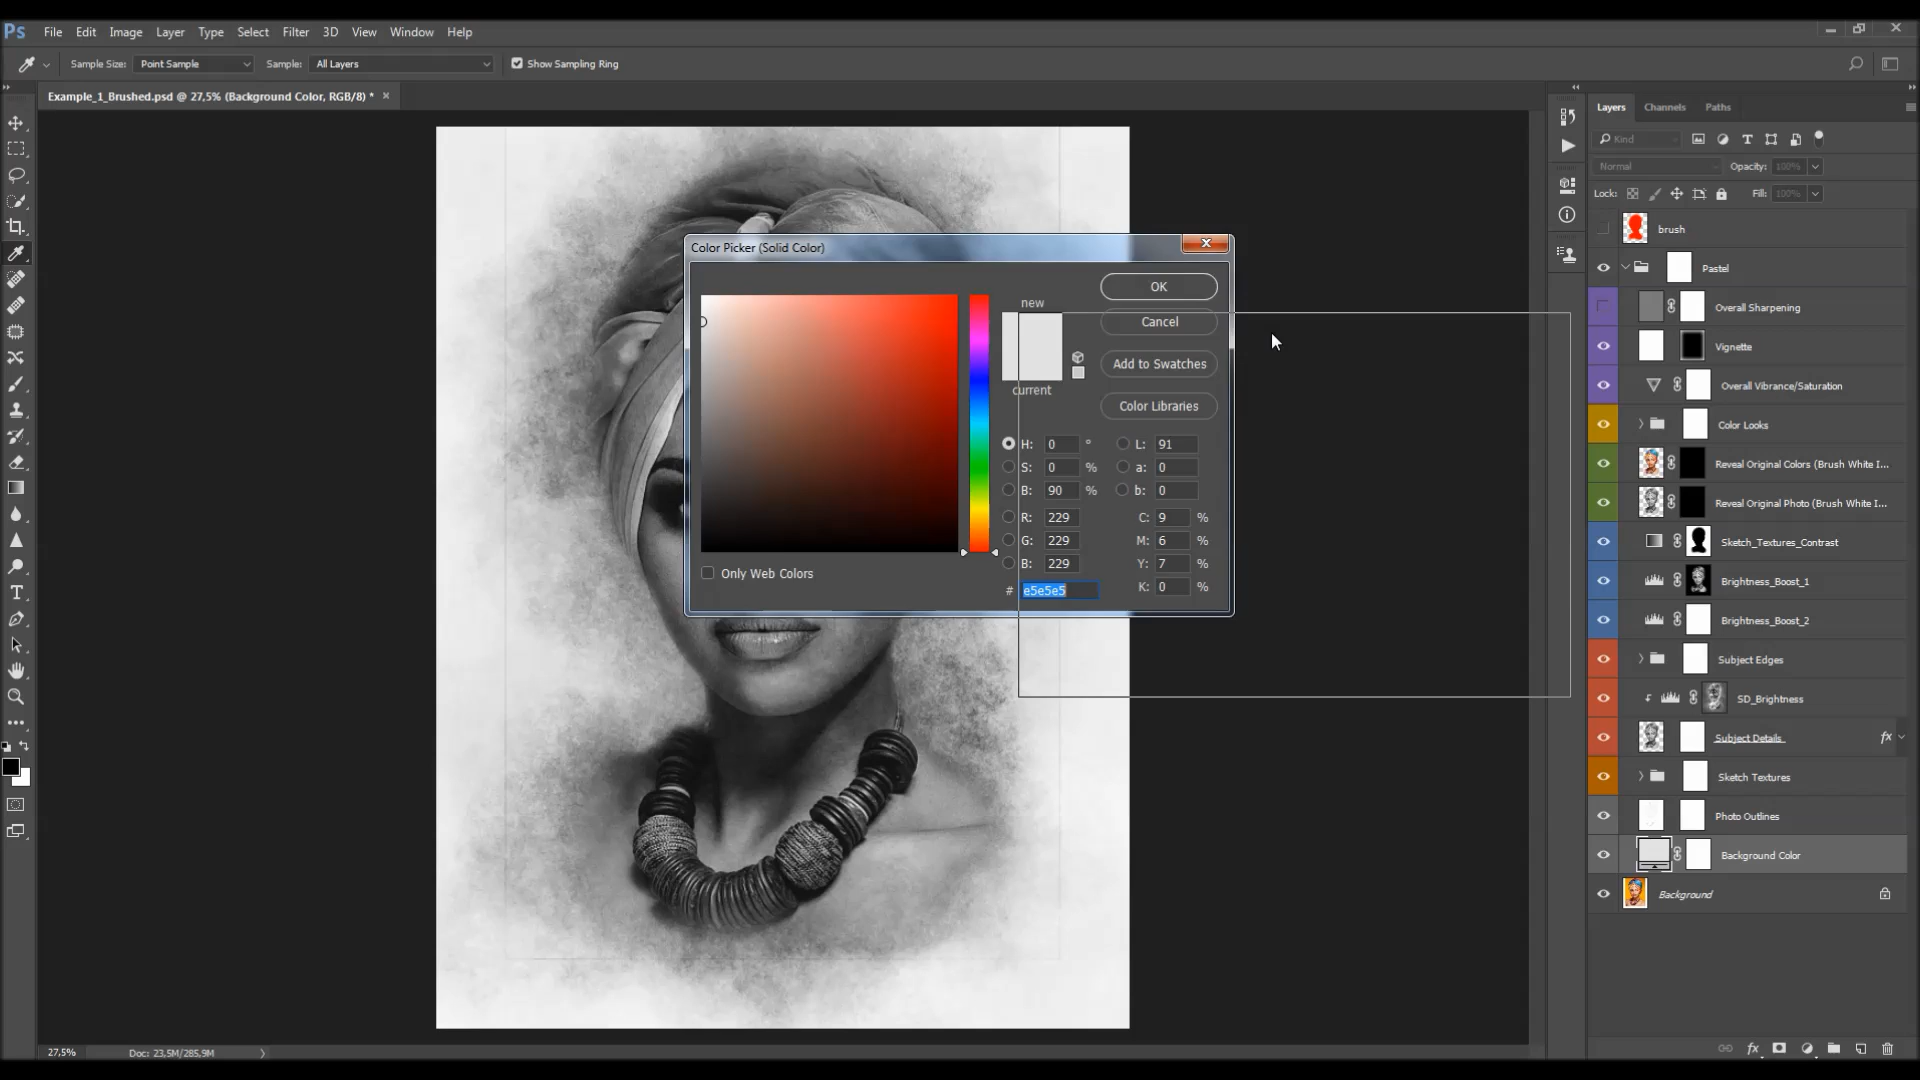 Ps File Edit Image Layer Type Select Filter 3D View Window Help
Sample Size: Point Sample Sample: All Layers Show Sampling Ring
Example_1_Brushed.psd @ 27,5% (Background Color, RGB/8) * ×
Layers Channels Paths
Kind
Normal Opacity: 100%
Lock: Fill: 100%
brush
Pastel
Overall Sharpening
Vignette
Overall Vibrance/Saturation
Color Looks
Reveal Original Colors (Brush White I...
Reveal Original Photo (Brush White I...
Sketch_Textures_Contrast
Brightness_Boost_1
Brightness_Boost_2
Subject Edges
SD_Brightness
Subject Details fx
Sketch Textures
Photo Outlines
Background Color
Background
fx
Color Picker (Solid Color)
new
current
OK
Cancel
Add to Swatches
Color Libraries
H: 0 ° L: 91
S: 0 % a: 0
B: 90 % b: 0
R: 229 C: 9 %
G: 229 M: 6 %
B: 229 Y: 7 %
# e5e5e5 K: 0 %
Only Web Colors
27,5% Doc: 23,5M/285,9M